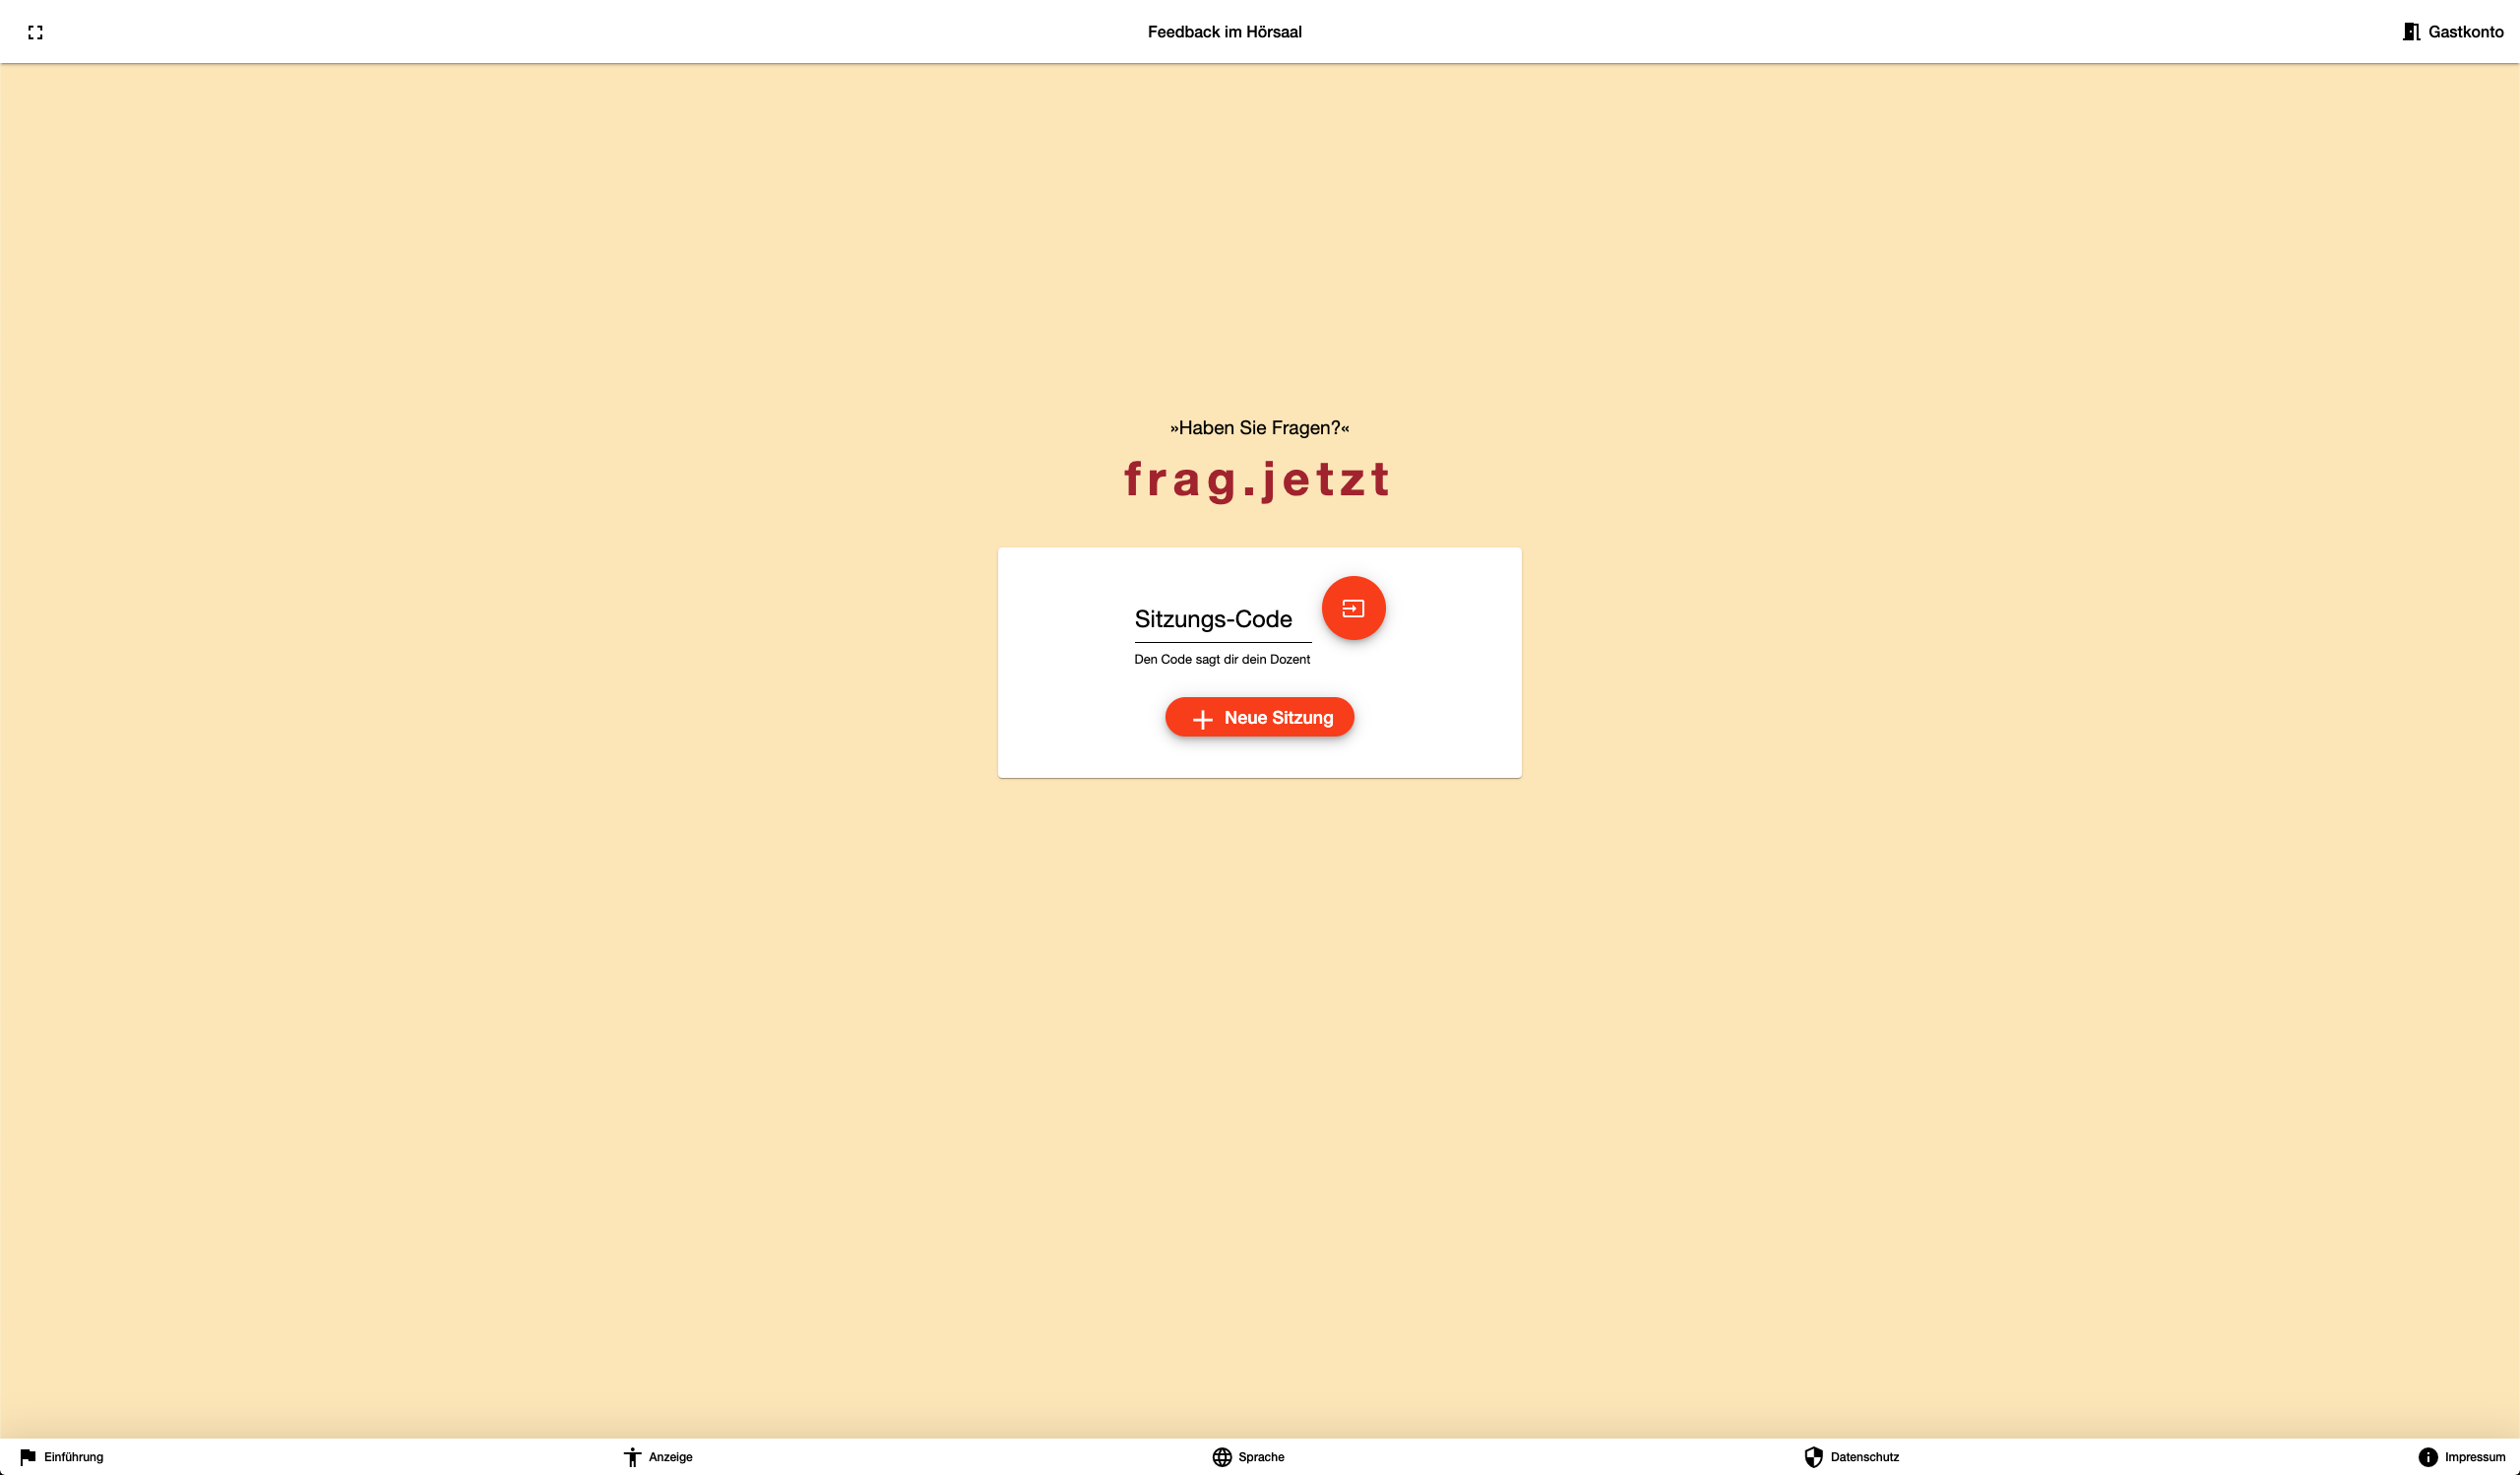 Feedback im Hörsaal
Gastkonto
»Haben Sie Fragen?«
frag.jetzt
Sitzungs-Code
Den Code sagt dir dein Dozent
Neue Sitzung
Einführung
Anzeige
Sprache
Datenschutz
Impressum